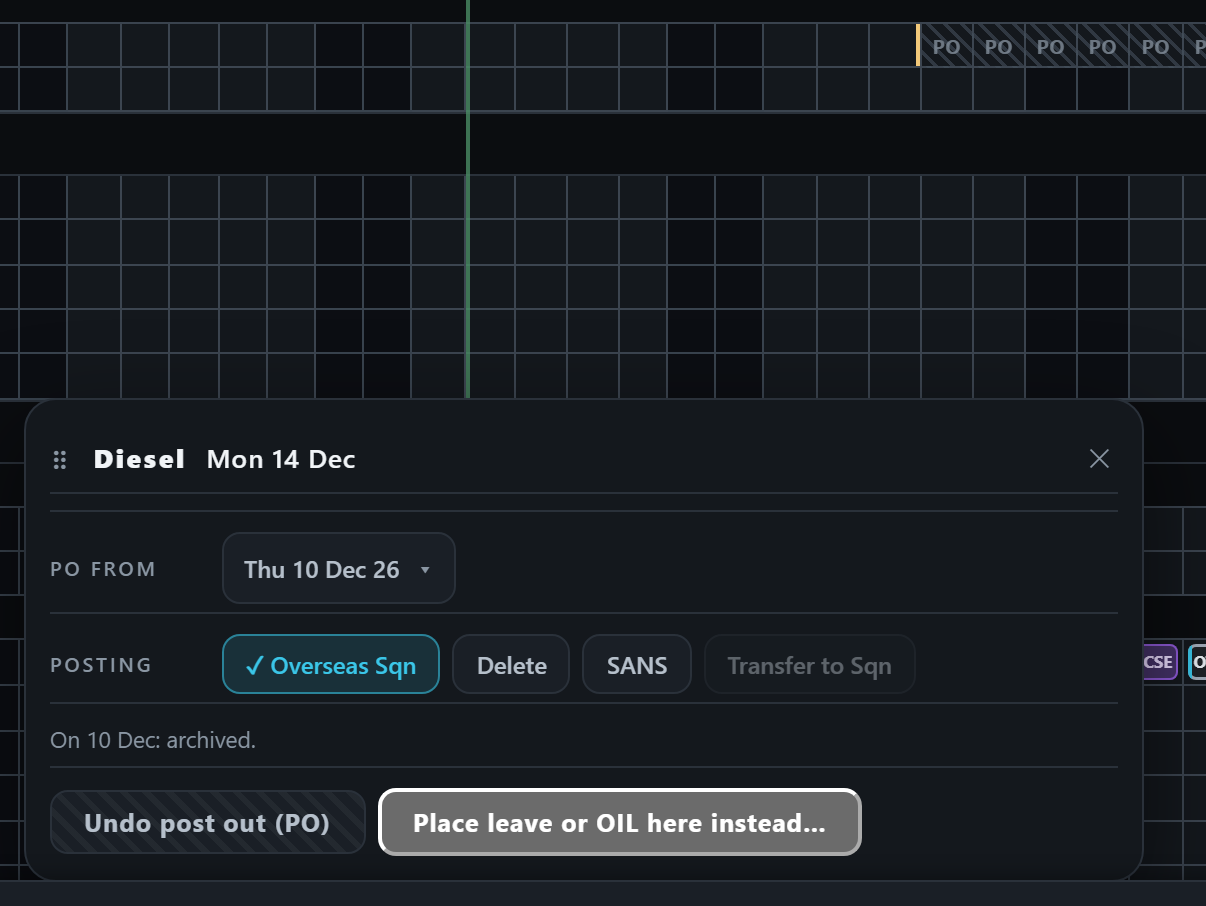 PO PO PO PO PO
Diesel Mon 14 Dec
PO FROM Thu 10 Dec 26
POSTING ✓ Overseas Sqn Delete SANS Transfer to Sqn
CSE
On 10 Dec: archived.
Undo post out (PO) Place leave or OIL here instead...